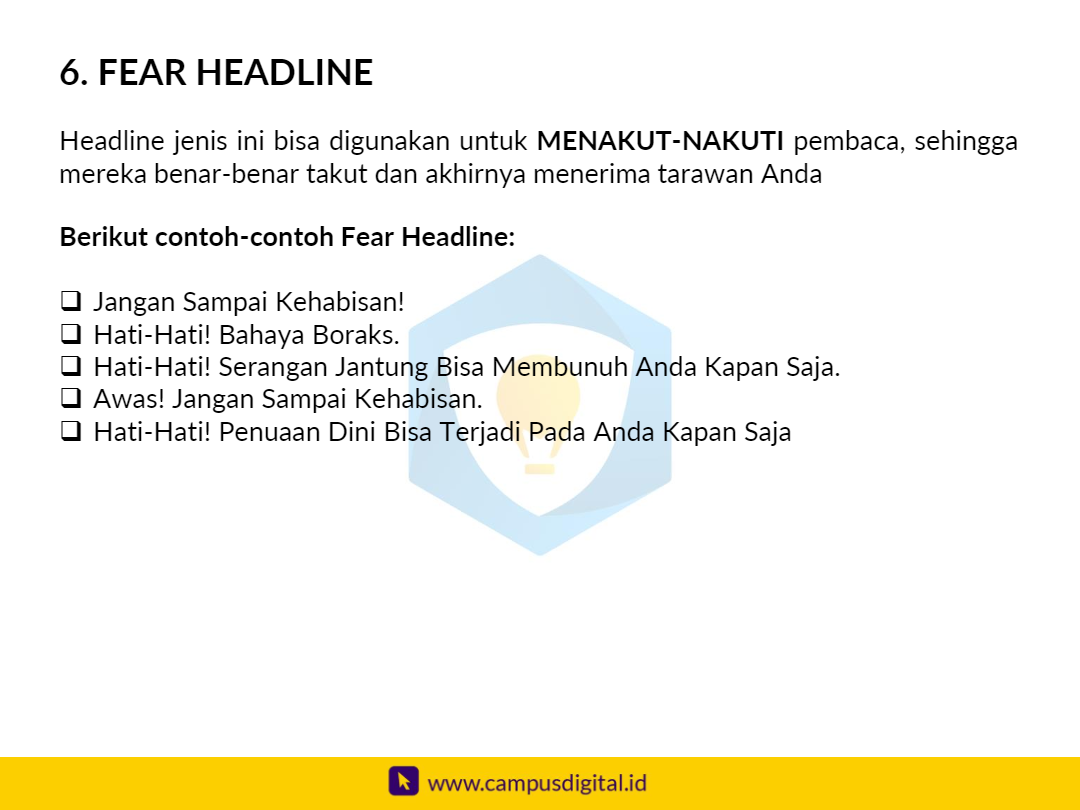 6. FEAR HEADLINE
Headline jenis ini bisa digunakan untuk MENAKUT-NAKUTI pembaca, sehingga
mereka benar-benar takut dan akhirnya menerima tarawan Anda
Berikut contoh-contoh Fear Headline:
❑ Jangan Sampai Kehabisan!
❑ Hati-Hati! Bahaya Boraks.
❑ Hati-Hati! Serangan Jantung Bisa Membunuh Anda Kapan Saja.
❑ Awas! Jangan Sampai Kehabisan.
❑ Hati-Hati! Penuaan Dini Bisa Terjadi Pada Anda Kapan Saja
www.campusdigital.id